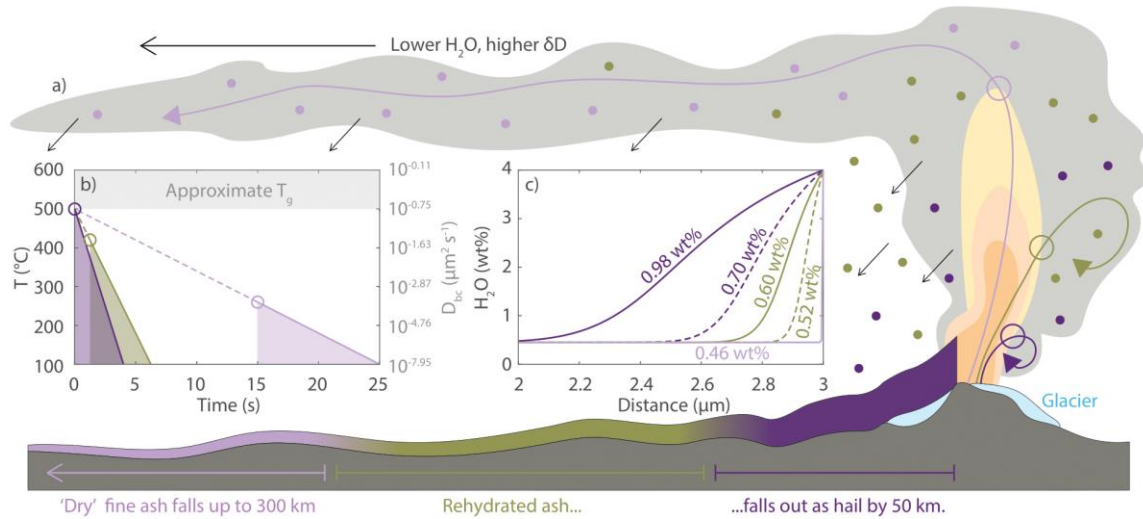 Lower H₂O, higher δD
a)
b)
Approximate T_g
600
500
400
300
200
100
T (°C)
0
5
10
15
20
25
Time (s)
10^-0.11
10^-0.75
10^-1.63
10^-2.87
10^-4.76
10^-7.95
D_bc (µm² s⁻¹)
c)
4
3
2
1
0
H₂O (wt%)
0.98 wt%
0.70 wt%
0.60 wt%
0.52 wt%
0.46 wt%
2
2.2
2.4
2.6
2.8
3
Distance (µm)
Glacier
'Dry' fine ash falls up to 300 km
Rehydrated ash...
...falls out as hail by 50 km.